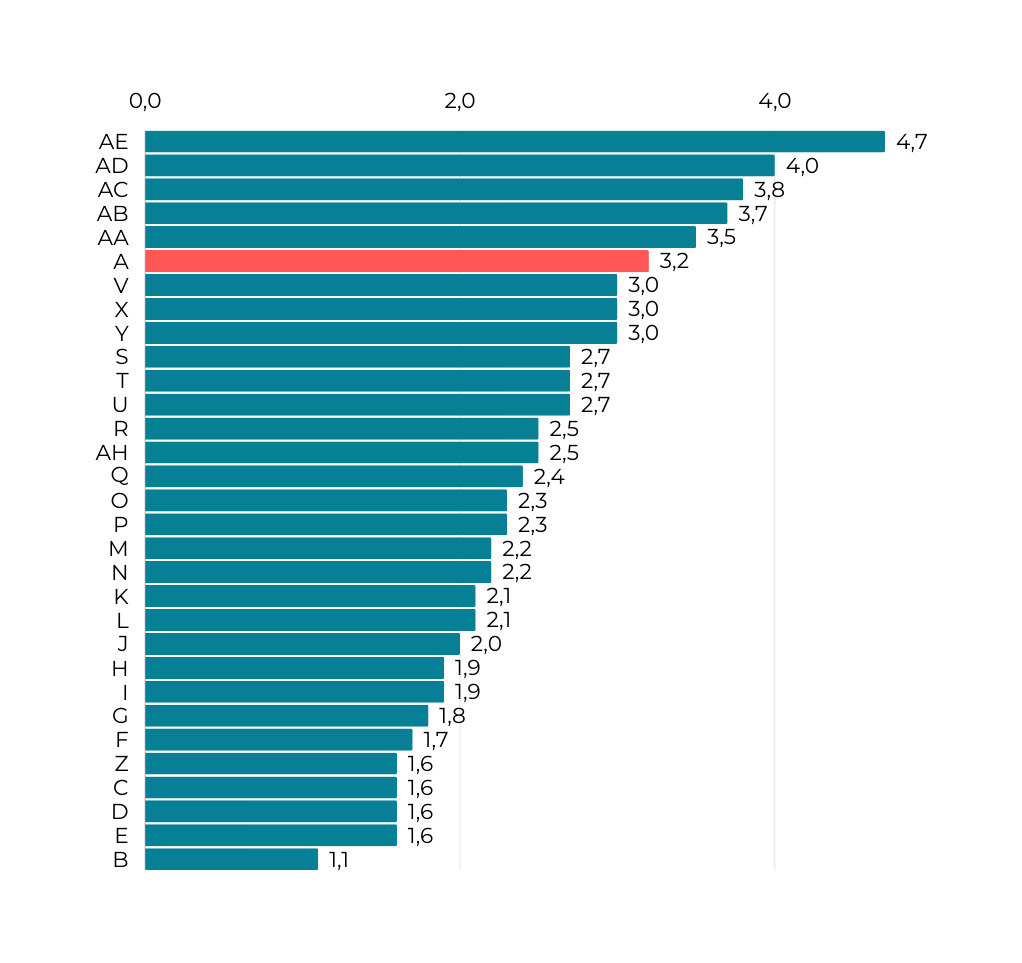 0,0 2,0 4,0
AE 4,7
AD 4,0
AC 3,8
AB 3,7
AA 3,5
A 3,2
V 3,0
X 3,0
Y 3,0
S 2,7
T 2,7
U 2,7
R 2,5
AH 2,5
Q 2,4
O 2,3
P 2,3
M 2,2
N 2,2
K 2,1
L 2,1
J 2,0
H 1,9
I 1,9
G 1,8
F 1,7
Z 1,6
C 1,6
D 1,6
E 1,6
B 1,1